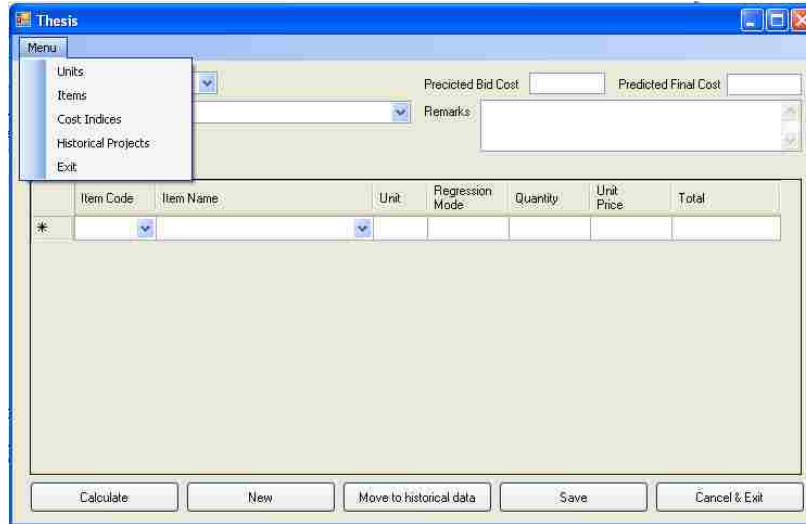 Thesis
Menu
Units
Items
Cost Indices
Historical Projects
Exit
Precicted Bid Cost
Predicted Final Cost
Remarks
Item Code Item Name Unit Regression Mode Quantity Unit Price Total
*
Calculate New Move to historical data Save Cancel & Exit